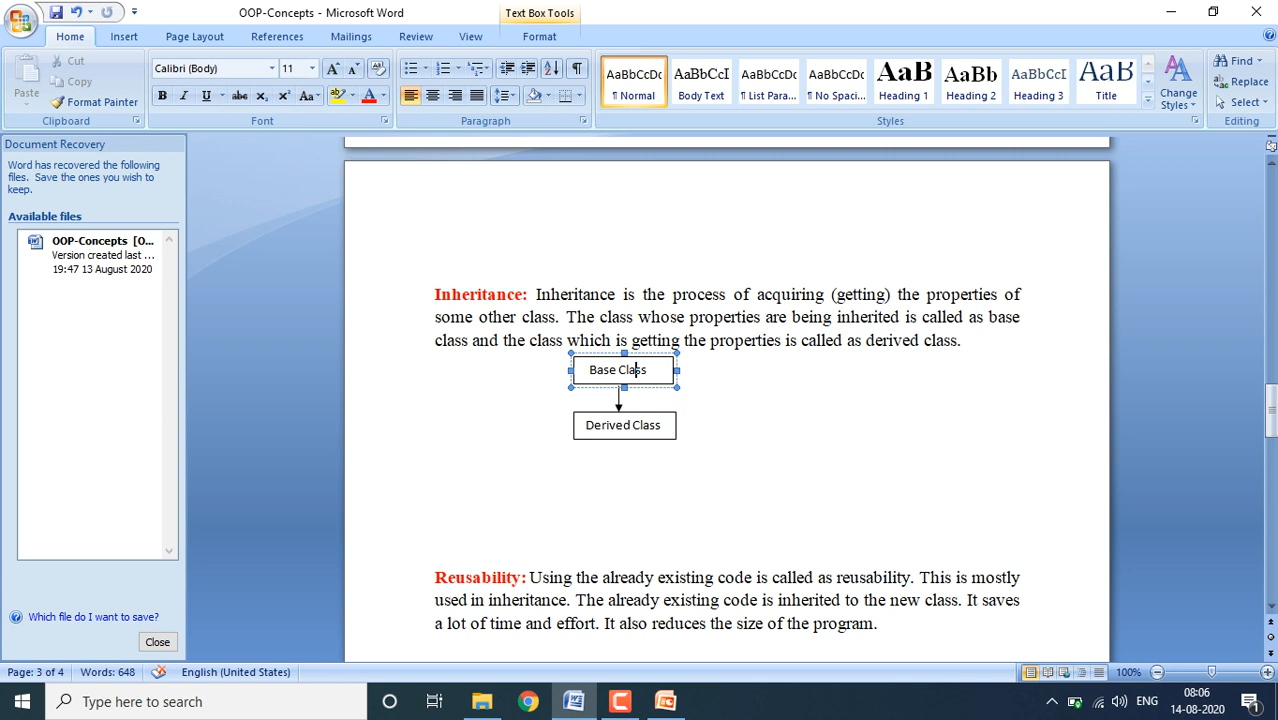 OOP-Concepts - Microsoft Word
Text Box Tools
Home Insert Page Layout References Mailings Review View Format
Paste
Cut
Copy
Format Painter
Clipboard
Calibri (Body) 11
Font
Paragraph
AaBbCcDc AaBbCcI AaBbCcDc AaBbCcDc AaB AaBb AaBbCcI AaB
¶ Normal Body Text ¶ List Para... ¶ No Spaci... Heading 1 Heading 2 Heading 3 Title
Change Styles
Styles
Find
Replace
Select
Editing
Document Recovery
Word has recovered the following
files. Save the ones you wish to
keep.
Available files
OOP-Concepts [O...
Version created last ...
19:47 13 August 2020
Which file do I want to save?
Close
Inheritance: Inheritance is the process of acquiring (getting) the properties of
some other class. The class whose properties are being inherited is called as base
class and the class which is getting the properties is called as derived class.
Base Class
Derived Class
Reusability: Using the already existing code is called as reusability. This is mostly
used in inheritance. The already existing code is inherited to the new class. It saves
a lot of time and effort. It also reduces the size of the program.
Page: 3 of 4 Words: 648 English (United States) 100%
Type here to search
ENG
08:06
14-08-2020
1